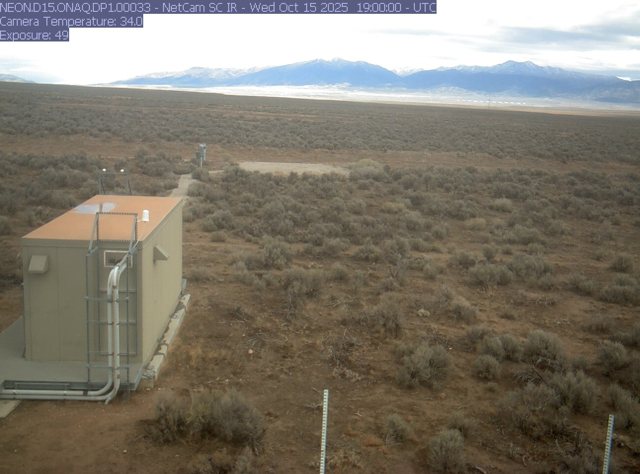 NEON.D15.ONAQ.DP1.00033 - NetCam SC IR - Wed Oct 15 2025 19:00:00 - UTC
Camera Temperature: 34.0
Exposure: 49